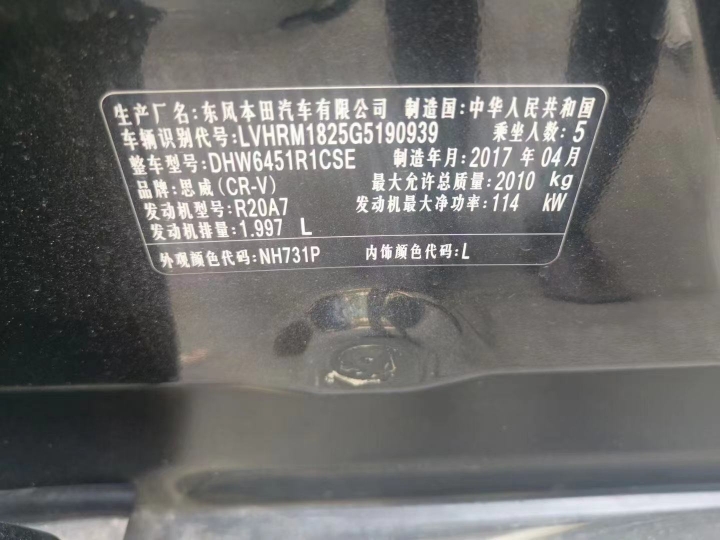 生产厂名:东风本田汽车有限公司 制造国:中华人民共和国
车辆识别代号:LVHRM1825G5190939 乘坐人数:5
整车型号:DHW6451R1CSE 制造年月:2017 年 04月
品牌:思威(CR-V) 最大允许总质量:2010 kg
发动机型号:R20A7 发动机最大净功率:114 kW
发动机排量:1.997 L
外观颜色代码:NH731P 内饰颜色代码:L